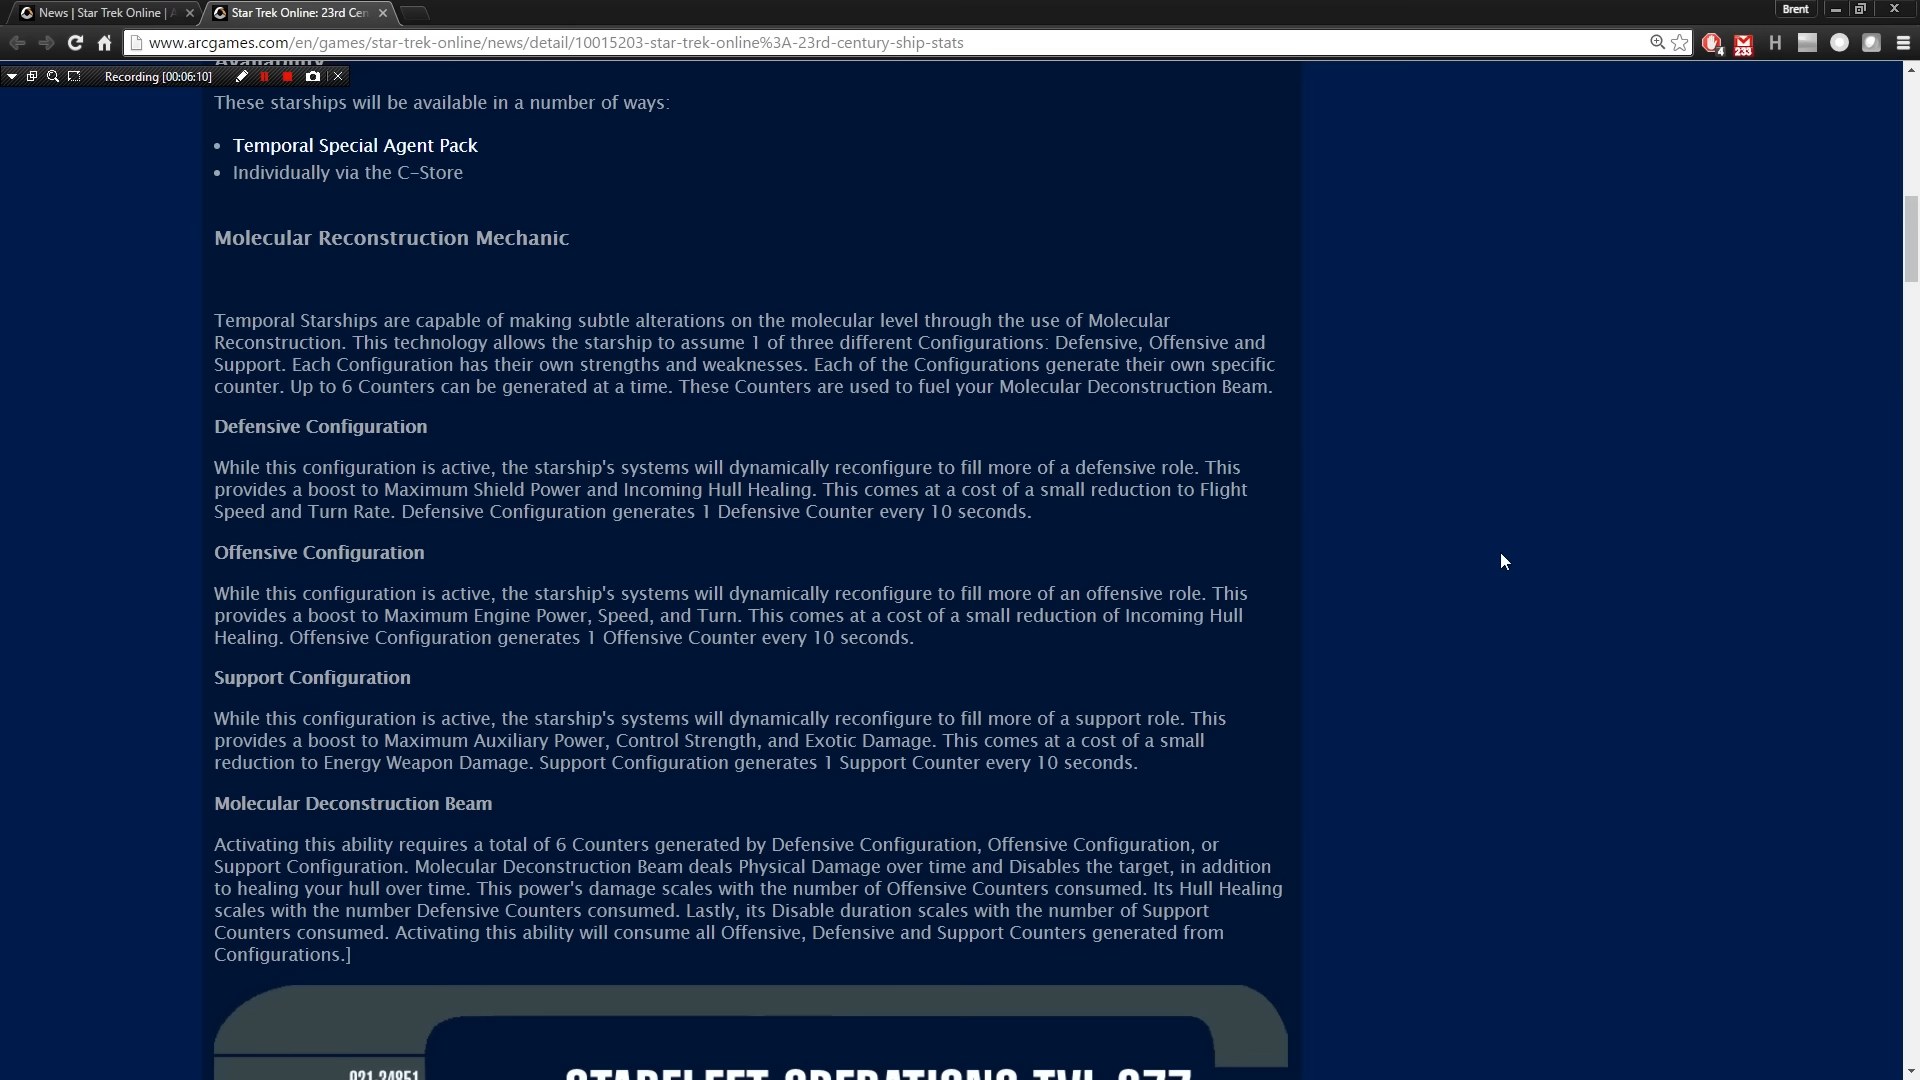 News | Star Trek Online |
Star Trek Online: 23rd Cen
Brent
www.arcgames.com/en/games/star-trek-online/news/detail/10015203-star-trek-online%3A-23rd-century-ship-stats
4
233
H
Availability
Recording [00:06:10]
These starships will be available in a number of ways:
• Temporal Special Agent Pack
• Individually via the C-Store
Molecular Reconstruction Mechanic
Temporal Starships are capable of making subtle alterations on the molecular level through the use of Molecular
Reconstruction. This technology allows the starship to assume 1 of three different Configurations: Defensive, Offensive and
Support. Each Configuration has their own strengths and weaknesses. Each of the Configurations generate their own specific
counter. Up to 6 Counters can be generated at a time. These Counters are used to fuel your Molecular Deconstruction Beam.
Defensive Configuration
While this configuration is active, the starship's systems will dynamically reconfigure to fill more of a defensive role. This
provides a boost to Maximum Shield Power and Incoming Hull Healing. This comes at a cost of a small reduction to Flight
Speed and Turn Rate. Defensive Configuration generates 1 Defensive Counter every 10 seconds.
Offensive Configuration
While this configuration is active, the starship's systems will dynamically reconfigure to fill more of an offensive role. This
provides a boost to Maximum Engine Power, Speed, and Turn. This comes at a cost of a small reduction of Incoming Hull
Healing. Offensive Configuration generates 1 Offensive Counter every 10 seconds.
Support Configuration
While this configuration is active, the starship's systems will dynamically reconfigure to fill more of a support role. This
provides a boost to Maximum Auxiliary Power, Control Strength, and Exotic Damage. This comes at a cost of a small
reduction to Energy Weapon Damage. Support Configuration generates 1 Support Counter every 10 seconds.
Molecular Deconstruction Beam
Activating this ability requires a total of 6 Counters generated by Defensive Configuration, Offensive Configuration, or
Support Configuration. Molecular Deconstruction Beam deals Physical Damage over time and Disables the target, in addition
to healing your hull over time. This power's damage scales with the number of Offensive Counters consumed. Its Hull Healing
scales with the number Defensive Counters consumed. Lastly, its Disable duration scales with the number of Support
Counters consumed. Activating this ability will consume all Offensive, Defensive and Support Counters generated from
Configurations.]
021-24851
STARFLEET OPERATIONS TVL-877